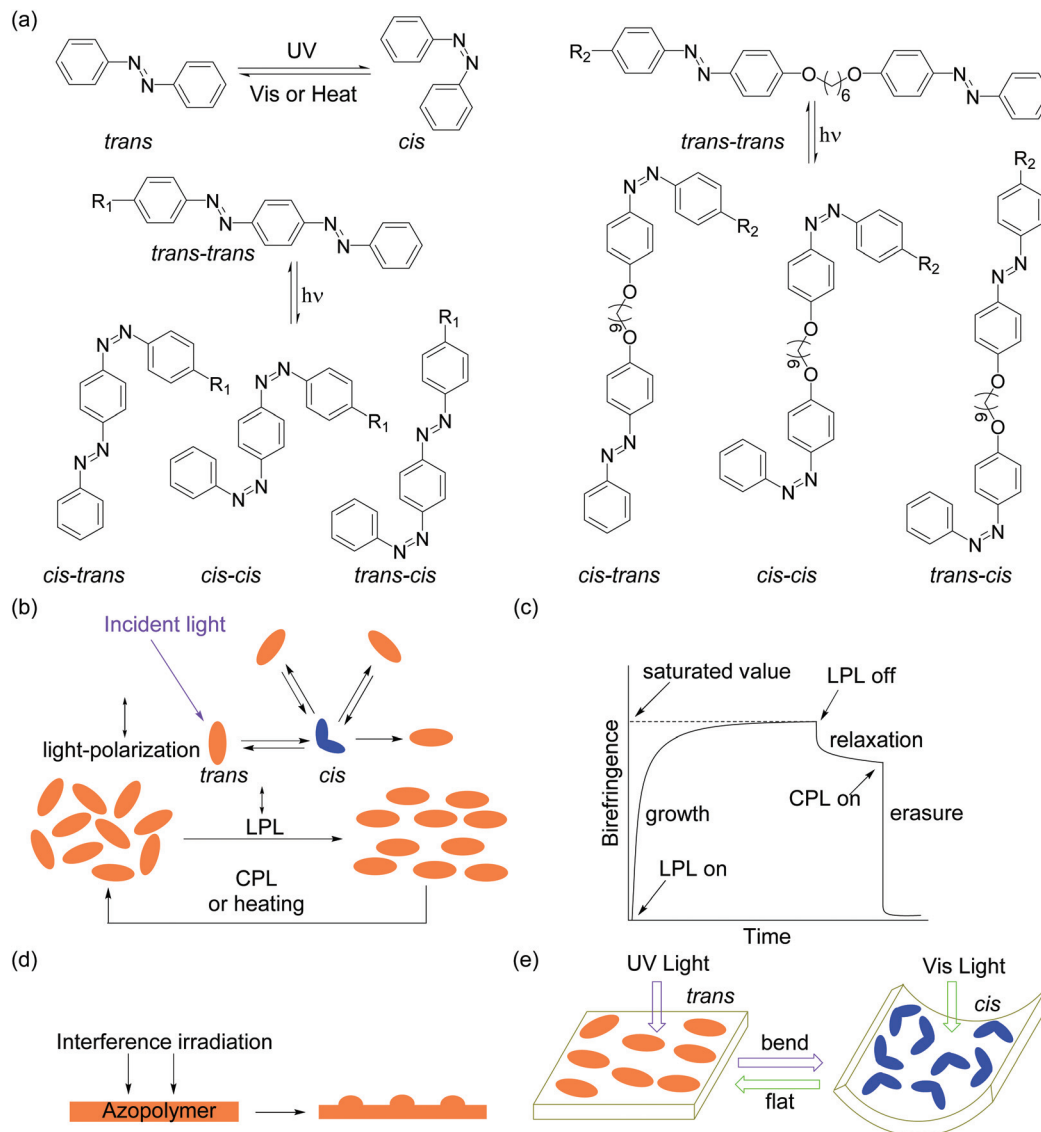 (a)
N
N
UV
Vis or Heat
N
N
trans
cis
R1
N
N
N
N
trans-trans
hν
N
N
R1
N
N
cis-trans
N
N
R1
N
N
cis-cis
R1
N
N
N
N
trans-cis
R2
N
N
O
6
O
N
N
trans-trans
hν
N
N
R2
O
6
O
N
N
cis-trans
N
N
R2
O
6
O
N
N
cis-cis
R2
N
N
O
6
O
N
N
trans-cis
(b)
Incident light
light-polarization
trans
cis
LPL
CPL
or heating
(c)
saturated value
LPL off
relaxation
CPL on
growth
erasure
LPL on
Birefringence
Time
(d)
Interference irradiation
Azopolymer
(e)
UV Light
trans
Vis Light
cis
bend
flat